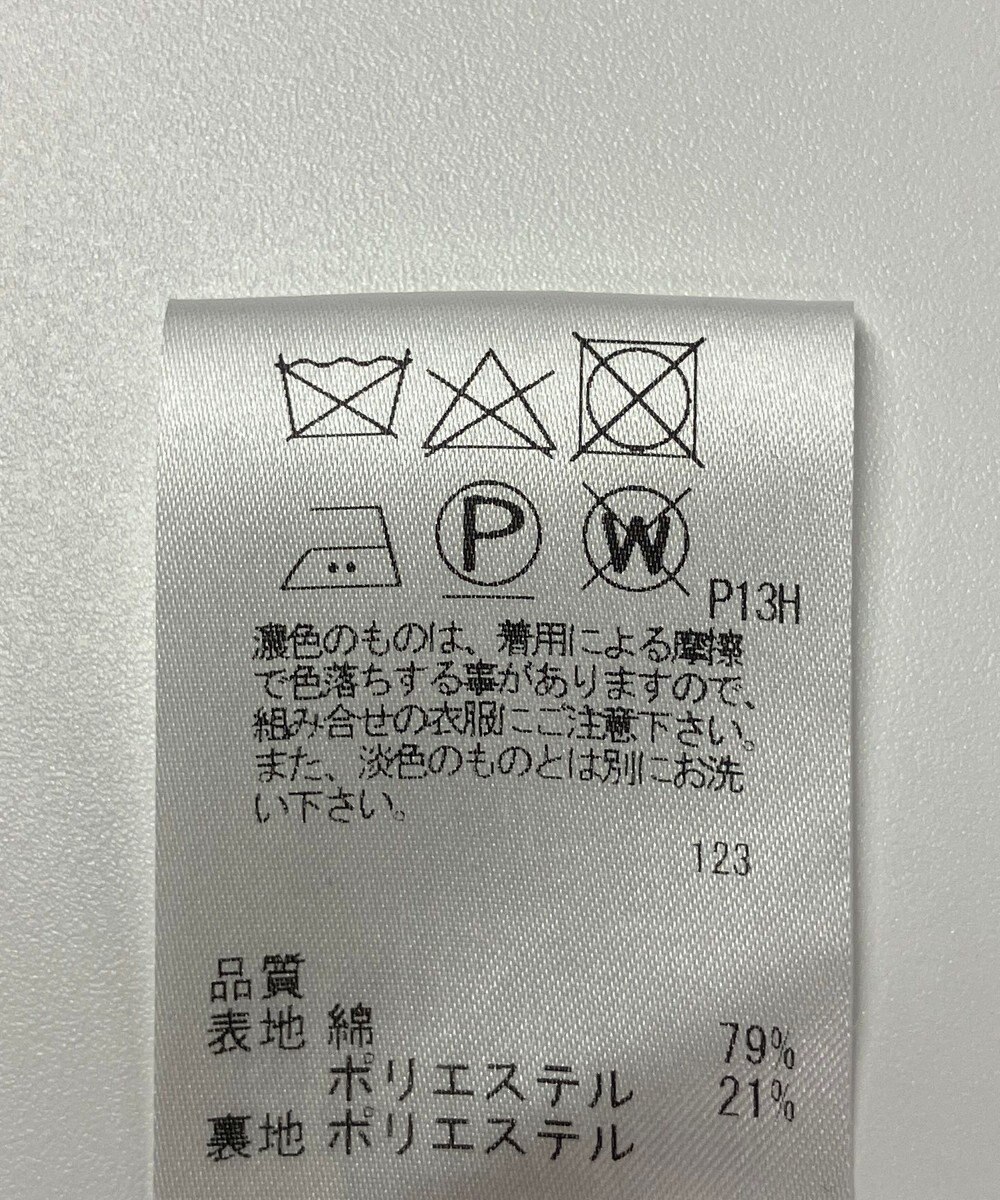 P W P13H
濃色のものは、着用による摩擦
で色落ちする事がありますので、
組み合せの衣服にご注意下さい。
また、淡色のものとは別にお洗
い下さい。
123
品質
表地 綿 79%
ポリエステル 21%
裏地 ポリエステル